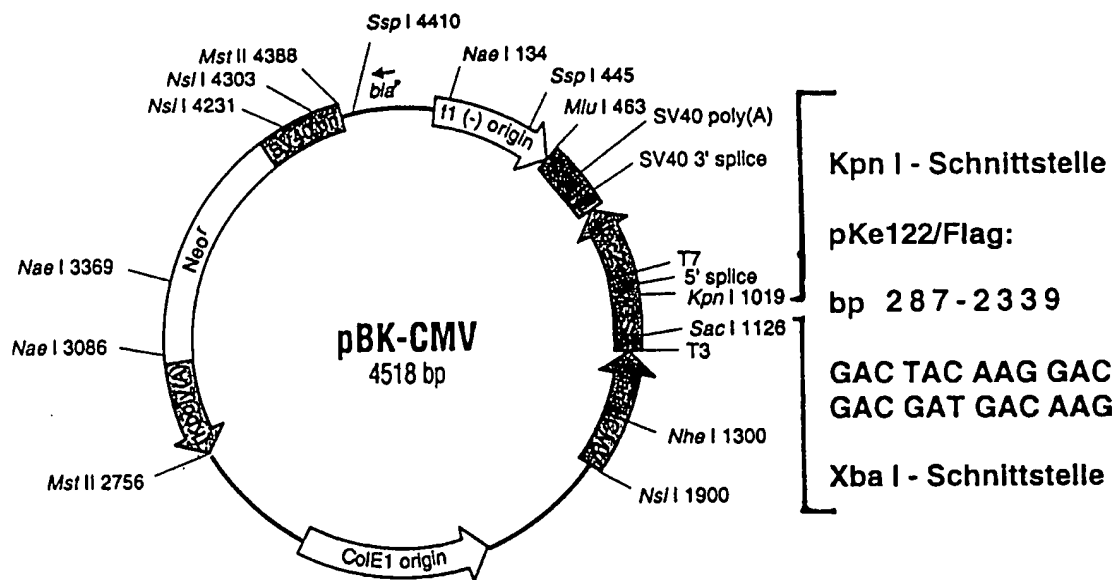 Ssp I 4410
Mst II 4388
Nsi I 4303
Nsi I 4231
bla^r
Nae I 134
Ssp I 445
Mlu I 463
SV40 poly(A)
SV40 3' splice
f1 (-) origin
SV40 ori
Neo^r
Nae I 3369
Nae I 3086
Mst II 2756
pBK-CMV
4518 bp
T7
5' splice
Kpn I 1019
Sac I 1126
T3
Nhe I 1300
Nsi I 1900
ColE1 origin
Kpn I - Schnittstelle
pKe122/Flag:
bp 287-2339
GAC TAC AAG GAC
GAC GAT GAC AAG
Xba I - Schnittstelle